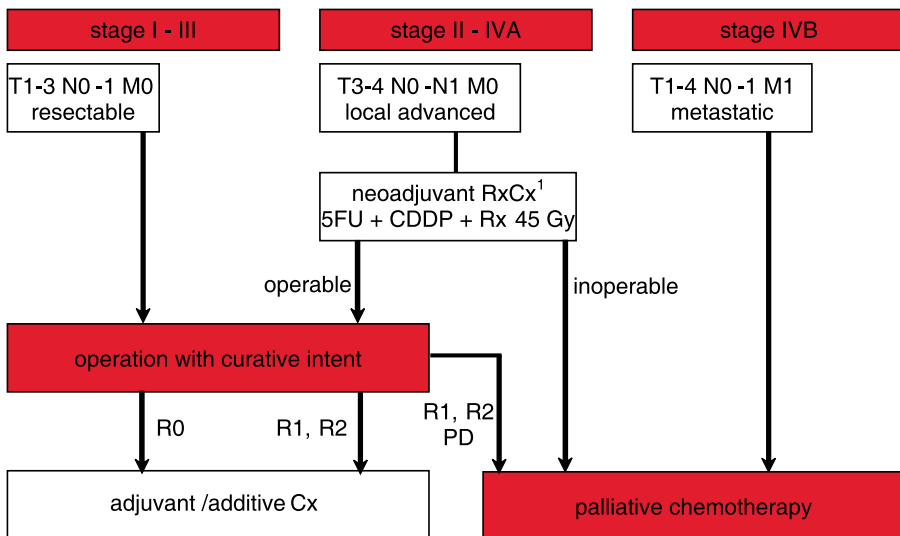 stage I - III
stage II - IVA
stage IVB
T1-3 N0 -1 M0
resectable
T3-4 N0 -N1 M0
local advanced
T1-4 N0 -1 M1
metastatic
neoadjuvant RxCx¹
5FU + CDDP + Rx 45 Gy
operable
inoperable
operation with curative intent
R0
R1, R2
R1, R2
PD
adjuvant /additive Cx
palliative chemotherapy